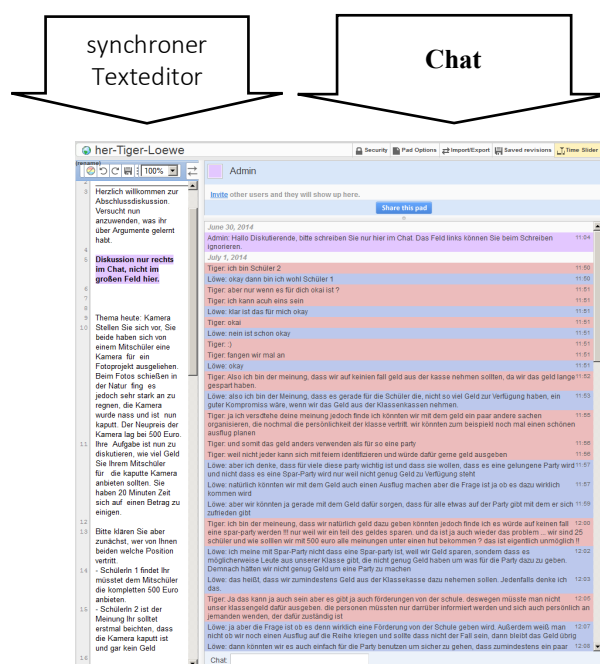 synchroner
Texteditor
Chat
her-Tiger-Loewe
Security
Pad Options
Import/Export
Saved revisions
Time Slider
100%
Admin
Invite other users and they will show up here.
Share this pad
3 Herzlich willkommen zur
Abschlussdiskussion.
Versucht nun
anzuwenden, was ihr
über Argumente gelernt
habt.
4
5 Diskussion nur rechts
im Chat, nicht im
großen Feld hier.
6
7
8
9 Thema heute: Kamera
10 Stellen Sie sich vor, Sie
beide haben sich von
einem Mitschüler eine
Kamera für ein
Fotoprojekt ausgeliehen.
Beim Fotos schießen in
der Natur fing es
jedoch sehr stark an zu
regnen, die Kamera
wurde nass und ist nun
kaputt. Der Neupreis der
Kamera lag bei 500 Euro.
11 Ihre Aufgabe ist nun zu
diskutieren, wie viel Geld
Sie Ihrem Mitschüler
für die kaputte Kamera
anbieten sollten. Sie
haben 20 Minuten Zeit
sich auf einen Betrag zu
einigen.
12
13 Bitte klären Sie aber
zunächst, wer von Ihnen
beiden welche Position
vertritt.
14 - SchülerIn 1 findet Ihr
müsstet dem Mitschüler
die kompletten 500 Euro
anbieten.
15 - SchülerIn 2 ist der
Meinung Ihr solltet
erstmal beichten, dass
die Kamera kaputt ist
und gar kein Geld
16
June 30, 2014
Admin: Hallo Diskutierende, bitte schreiben Sie nur hier im Chat. Das Feld links können Sie beim Schreiben 11:04
ignorieren.
July 1, 2014
Tiger: ich bin Schüler 2 11:50
Löwe: okay dann bin ich wohl Schüler 1 11:50
Tiger: aber nur wenn es für dich okai ist ? 11:51
Tiger: ich kann acuh eins sein 11:51
Löwe: klar ist das für mich okay 11:51
Tiger: okai 11:51
Löwe: nein ist schon okay 11:51
Tiger: :) 11:51
Tiger: fangen wir mal an 11:51
Löwe: okay 11:51
Tiger: Also ich bin der meinung, dass wir auf keinien fall geld aus der kasse nehmen sollten, da wir das geld lange 11:52
gespart haben.
Löwe: also ich bin der Meinung, dass es gerade für die Schüler die, nicht so viel Geld zur Verfügung haben, ein 11:53
guter Kompromiss wäre, wenn wir das Geld aus der Klassenkassen nehmen.
Tiger: ja ich versdtehe deine meinung jedoch finde ich könnten wir mit dem geld ein paar andere sachen 11:55
organisieren, die nochmal die persönlichkeit der klasse vertritt. wir könnten zum beispielt noch mal einen schönen
ausflug planen
Tiger: und somit das geld anders verwenden als für so eine party 11:56
Tiger: weil nicht jeder kann sich mit feiern identifizeren und würde dafür gerne geld ausgeben 11:56
Löwe: aber ich denke, dass für viele diese party wichtig ist und dass sie wollen, dass es eine gelungene Party wird 11:57
und nicht dass es eine Spar-Party wird nur weil nicht genug Geld zu Verfügung steht
Löwe: natürlich könnten wir mit dem Geld auch einen Ausflug machen aber die Frage ist ja ob es dazu wirklich 11:57
kommen wird
Löwe: aber wir könnten ja gerade mit dem Geld dafür sorgen, dass für alle etwas auf der Party gibt mit dem er sich 11:59
zufrieden gibt
Tiger: ich bin der meineung, dass wir natürlich geld dazu geben könnten jedoch finde ich es würde auf keinen fall 12:00
eine spar-party werden !!! nur weil wir ein teil des geldes sparen, und da ist ja auch wieder das problem ... wir sind 25
schüler und wie sollten wir mit 500 euro alle meinungen unter einen hut bekommen ? das ist eigentlich unmöglich !!
Löwe: ich meine mit Spar-Party nicht dass eine Spar-party ist, weil wir Geld sparen, sondern dass es 12:02
möglicherweise Leute aus unserer Klasse gibt, die nicht genug Geld haben um was für die Party dazu zu geben.
Demnach hätten wir nicht genug Geld um eine Party zu machen
Löwe: das heißt, dass wir zumindestens Geld aus der Klassekasse dazu nehemen sollen. Jedenfalls denke ich 12:03
das.
Tiger: Ja das kann ja auch sein aber es gibt ja auch förderungen von der schule. deswegen müsste man nicht 12:05
unser klassengeld dafür ausgeben. die personen müssten nur darrüber informiert werden und sich auch persönlich an
jemanden wenden, der dafür zuständig ist
Löwe: ja aber die Frage ist ob es denn wirklich eine Förderung von der Schule geben wird. Außerdem weiß man 12:07
nicht ob wir noch einen Ausflug auf die Reihe kriegen und sollte dass nicht der Fall sein, dann bleibt das Geld übrig
Löwe: dann könnten wir es auch einfach für die Party benutzen um sicher zu gehen, dass zumindestens ein paar 12:08
Chat: